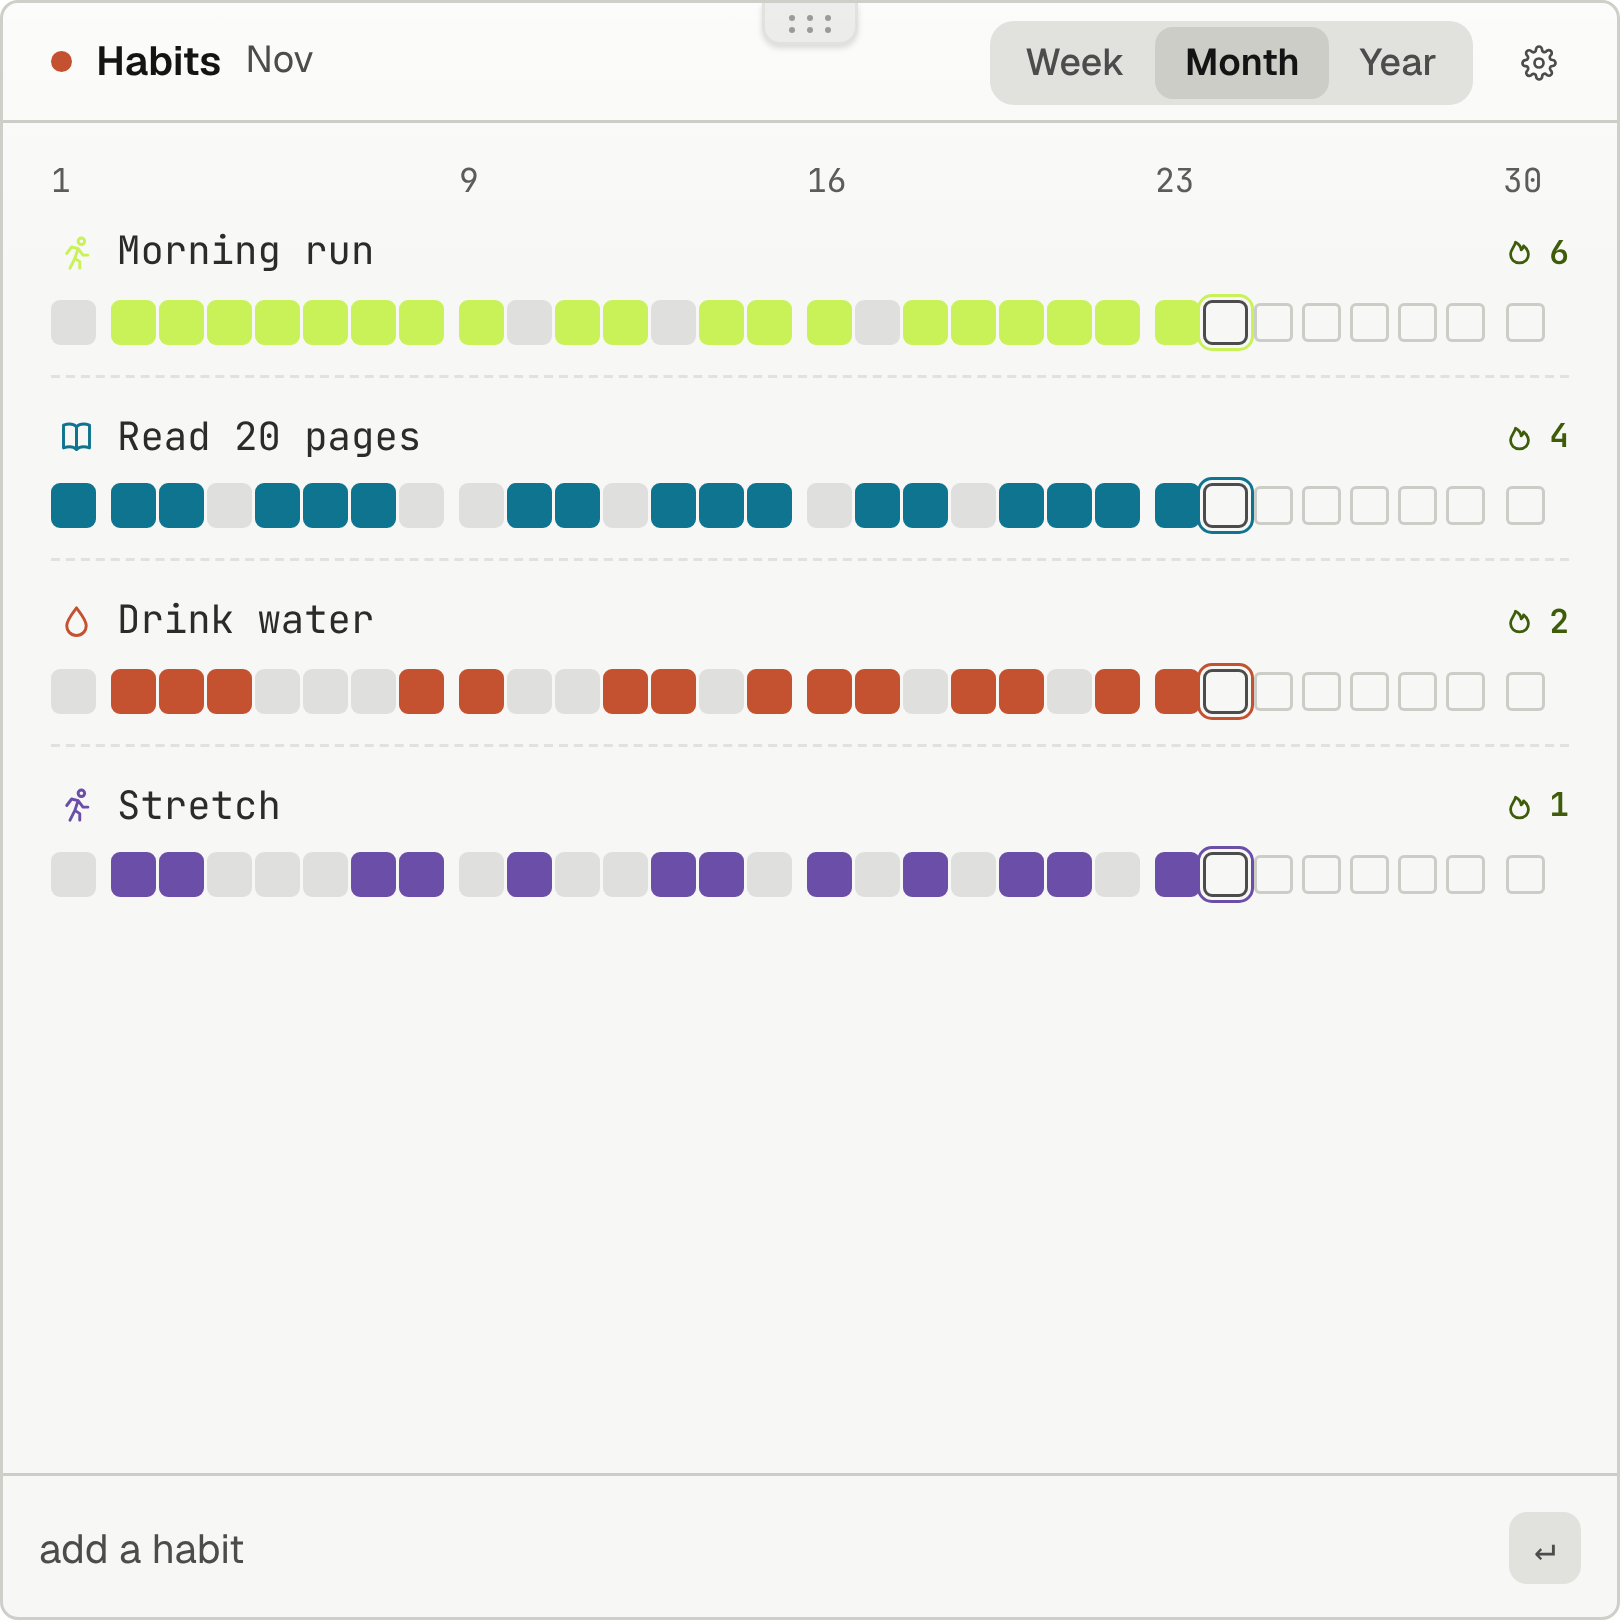 Habits Nov Week Month Year
1 9 16 23 30
Morning run 6
Read 20 pages 4
Drink water 2
Stretch 1
add a habit